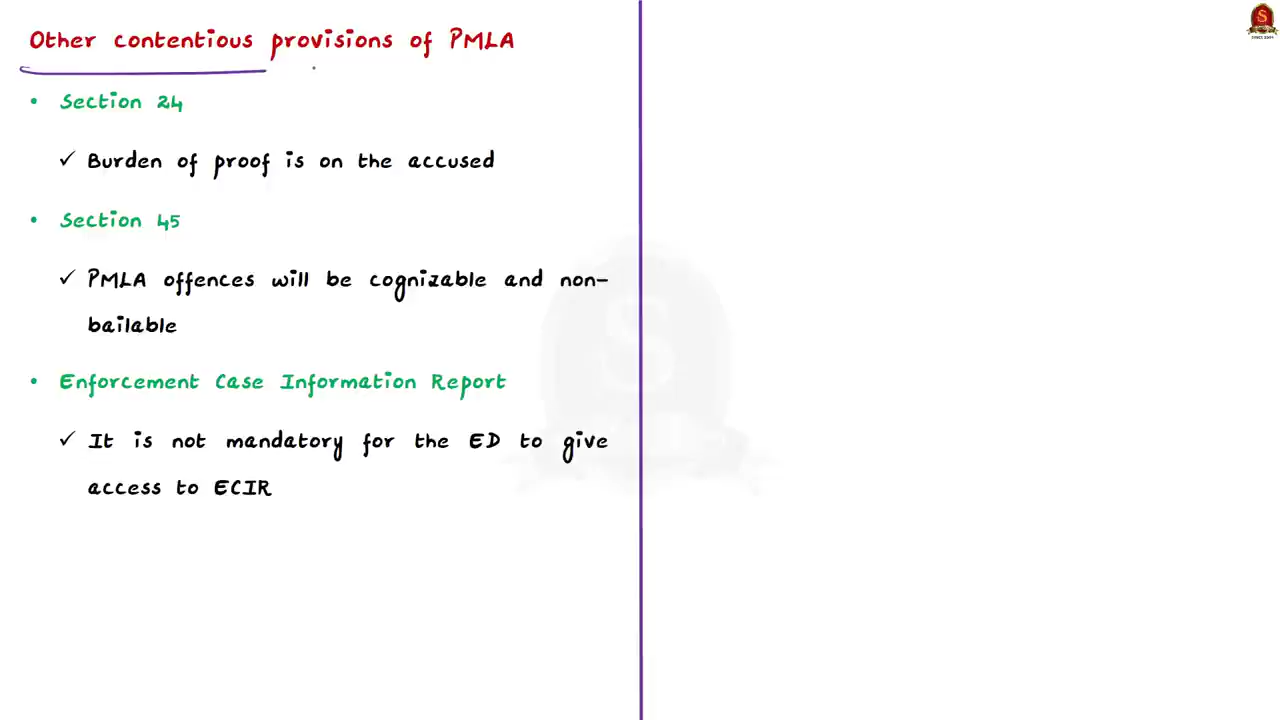 Other contentious provisions of PMLA
• Section 24
✓ Burden of proof is on the accused
• Section 45
✓ PMLA offences will be cognizable and non-
bailable
• Enforcement Case Information Report
✓ It is not mandatory for the ED to give
access to ECIR